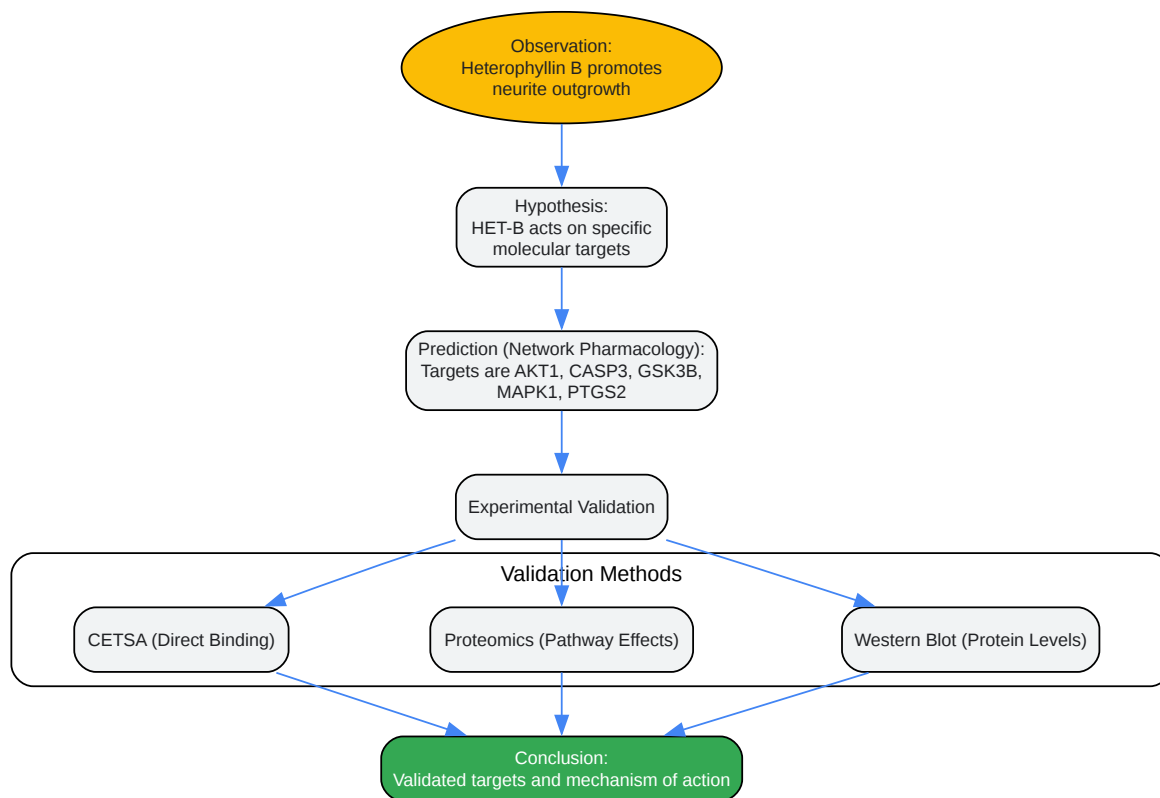 Observation:
Heterophyllin B promotes
neurite outgrowth
Hypothesis:
HET-B acts on specific
molecular targets
Prediction (Network Pharmacology):
Targets are AKT1, CASP3, GSK3B,
MAPK1, PTGS2
Experimental Validation
Validation Methods
CETSA (Direct Binding)
Proteomics (Pathway Effects)
Western Blot (Protein Levels)
Conclusion:
Validated targets and mechanism of action